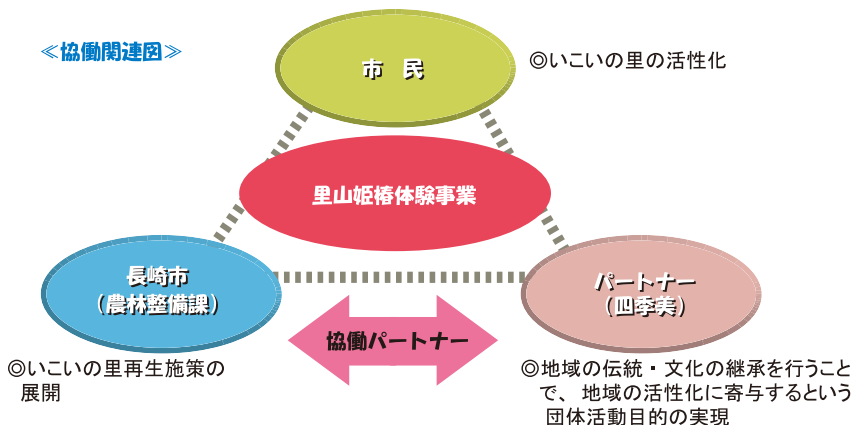 ≪協働関連図≫
市　民
◎いこいの里の活性化
里山姫椿体験事業
長崎市
（農林整備課）
パートナー
（四季美）
協働パートナー
◎いこいの里再生施策の
展開
◎地域の伝統・文化の継承を行うこと
で、地域の活性化に寄与するという
団体活動目的の実現